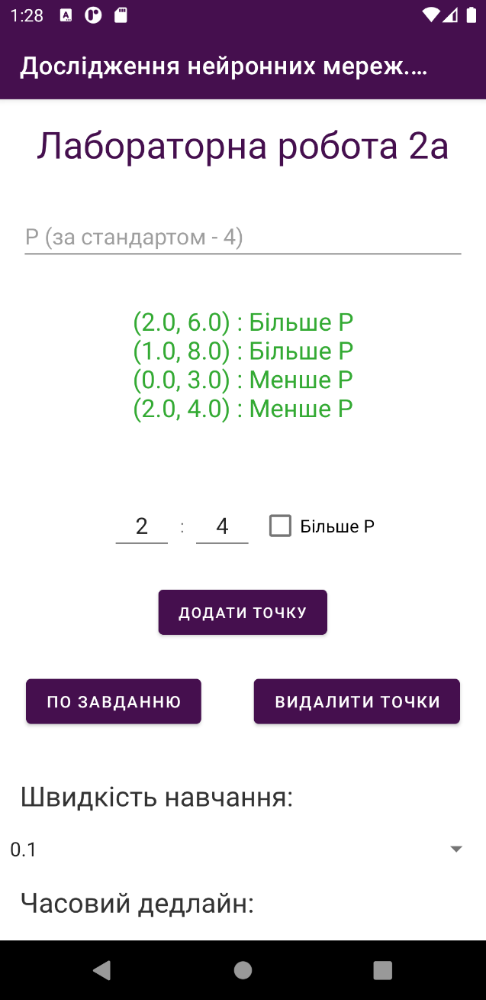 1:28
Дослідження нейронних мереж....
Лабораторна робота 2а
P (за стандартом - 4)
(2.0, 6.0) : Більше P
(1.0, 8.0) : Більше P
(0.0, 3.0) : Менше P
(2.0, 4.0) : Менше P
2 : 4 Більше P
ДОДАТИ ТОЧКУ
ПО ЗАВДАННЮ ВИДАЛИТИ ТОЧКИ
Швидкість навчання:
0.1
Часовий дедлайн: